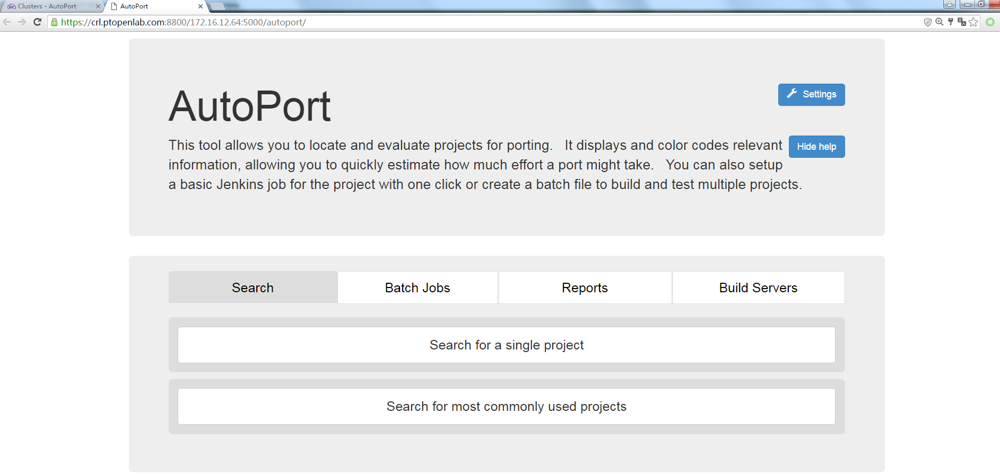 Clusters - AutoPort
AutoPort
https://crl.ptopenlab.com:8800/172.16.12.64:5000/autoport/
AutoPort
Settings
This tool allows you to locate and evaluate projects for porting. It displays and color codes relevant
Hide help
information, allowing you to quickly estimate how much effort a port might take. You can also setup
a basic Jenkins job for the project with one click or create a batch file to build and test multiple projects.
Search
Batch Jobs
Reports
Build Servers
Search for a single project
Search for most commonly used projects